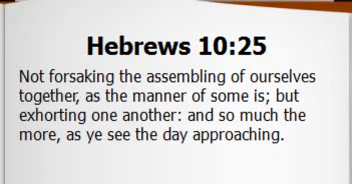 Hebrews 10:25
Not forsaking the assembling of ourselves
together, as the manner of some is; but
exhorting one another: and so much the
more, as ye see the day approaching.